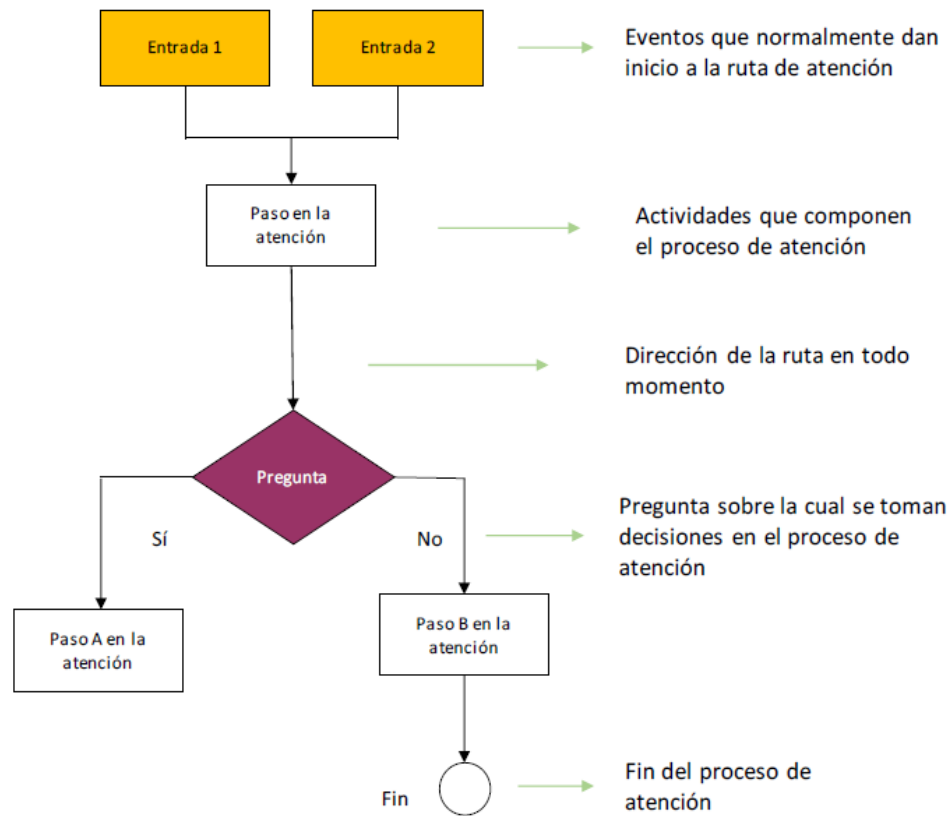 Entrada 1
Entrada 2
Eventos que normalmente dan
inicio a la ruta de atención
Paso en la
atención
Actividades que componen
el proceso de atención
Dirección de la ruta en todo
momento
Pregunta
Sí
No
Pregunta sobre la cual se toman
decisiones en el proceso de
atención
Paso A en la
atención
Paso B en la
atención
Fin
Fin del proceso de
atención